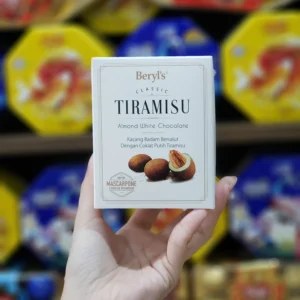 Beryl's
CLASSIC
TIRAMISU
Almond White Chocolate
Kacang Badam Bersalut
Dengan Coklat Putih Tiramisu
MASCARPONE